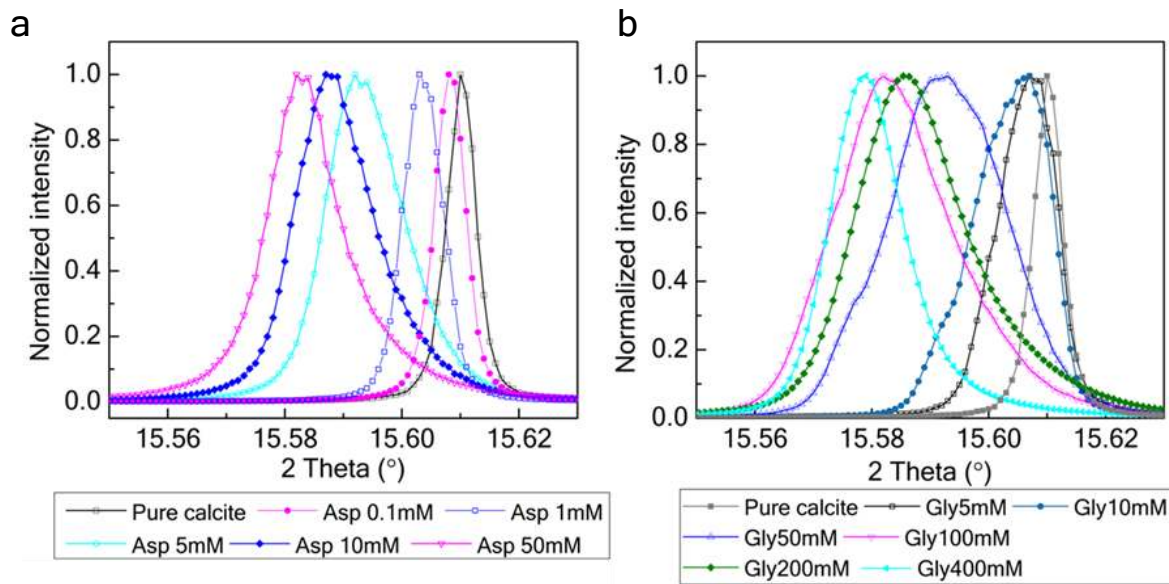 a
Normalized intensity
1.0
0.8
0.6
0.4
0.2
0.0
15.56 15.58 15.60 15.62
2 Theta (°)
Pure calcite Asp 0.1mM Asp 1mM
Asp 5mM Asp 10mM Asp 50mM
b
Normalized intensity
1.0
0.8
0.6
0.4
0.2
0.0
15.56 15.58 15.60 15.62
2 Theta (°)
Pure calcite Gly5mM Gly10mM
Gly50mM Gly100mM
Gly200mM Gly400mM